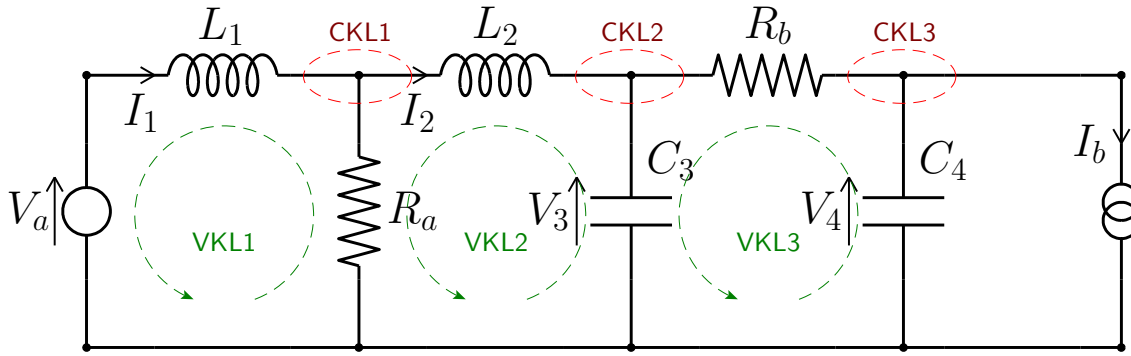 L1
CKL1
L2
CKL2
Rb
CKL3
I1
I2
Ib
C3
C4
Va
Ra
V3
V4
VKL1
VKL2
VKL3